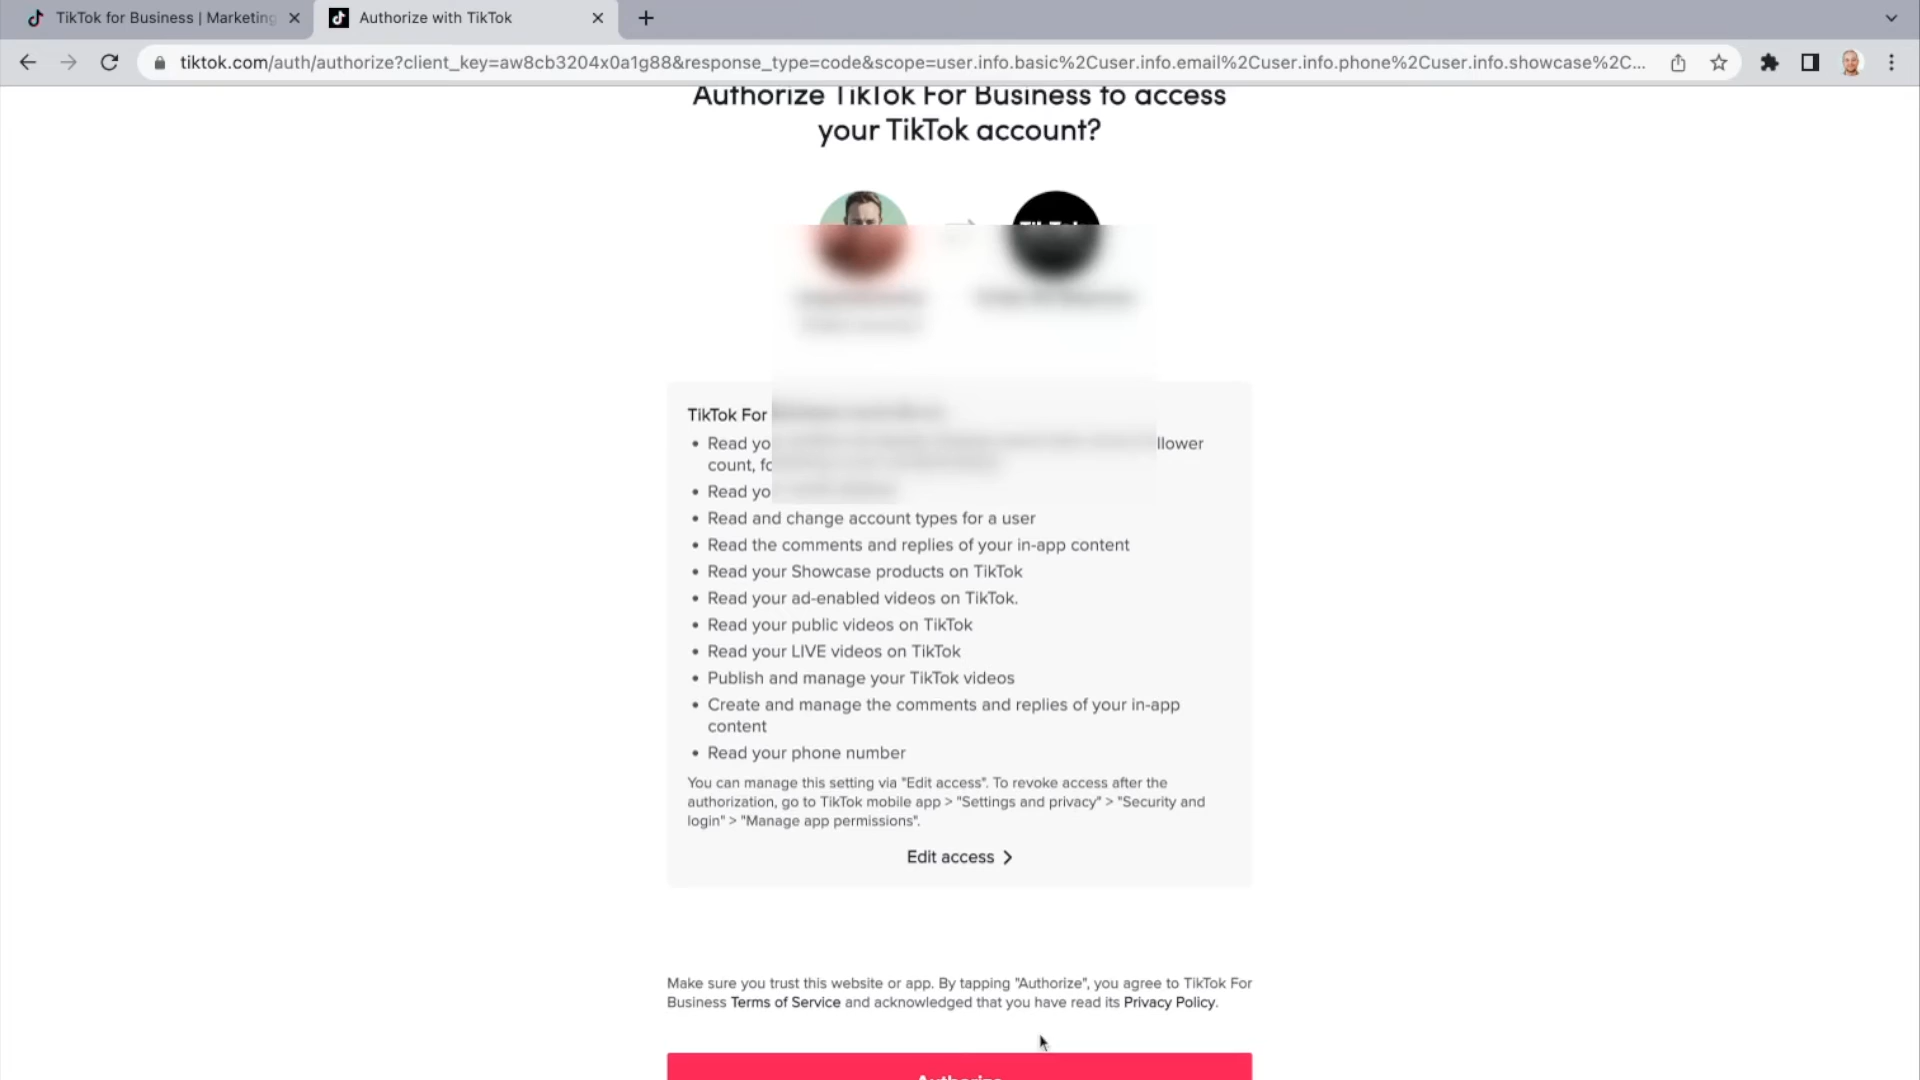 TikTok for Business | Marketing
Authorize with TikTok
tiktok.com/auth/authorize?client_key=aw8cb3204x0a1g88&response_type=code&scope=user.info.basic%2Cuser.info.email%2Cuser.info.phone%2Cuser.info.showcase%2C...
Authorize TikTok For Business to access
your TikTok account?
TikTok For
• Read yo llower
count, fo
• Read yo
• Read and change account types for a user
• Read the comments and replies of your in-app content
• Read your Showcase products on TikTok
• Read your ad-enabled videos on TikTok.
• Read your public videos on TikTok
• Read your LIVE videos on TikTok
• Publish and manage your TikTok videos
• Create and manage the comments and replies of your in-app
content
• Read your phone number
You can manage this setting via "Edit access". To revoke access after the
authorization, go to TikTok mobile app > "Settings and privacy" > "Security and
login" > "Manage app permissions".
Edit access >
Make sure you trust this website or app. By tapping "Authorize", you agree to TikTok For
Business Terms of Service and acknowledged that you have read its Privacy Policy.
Authorize